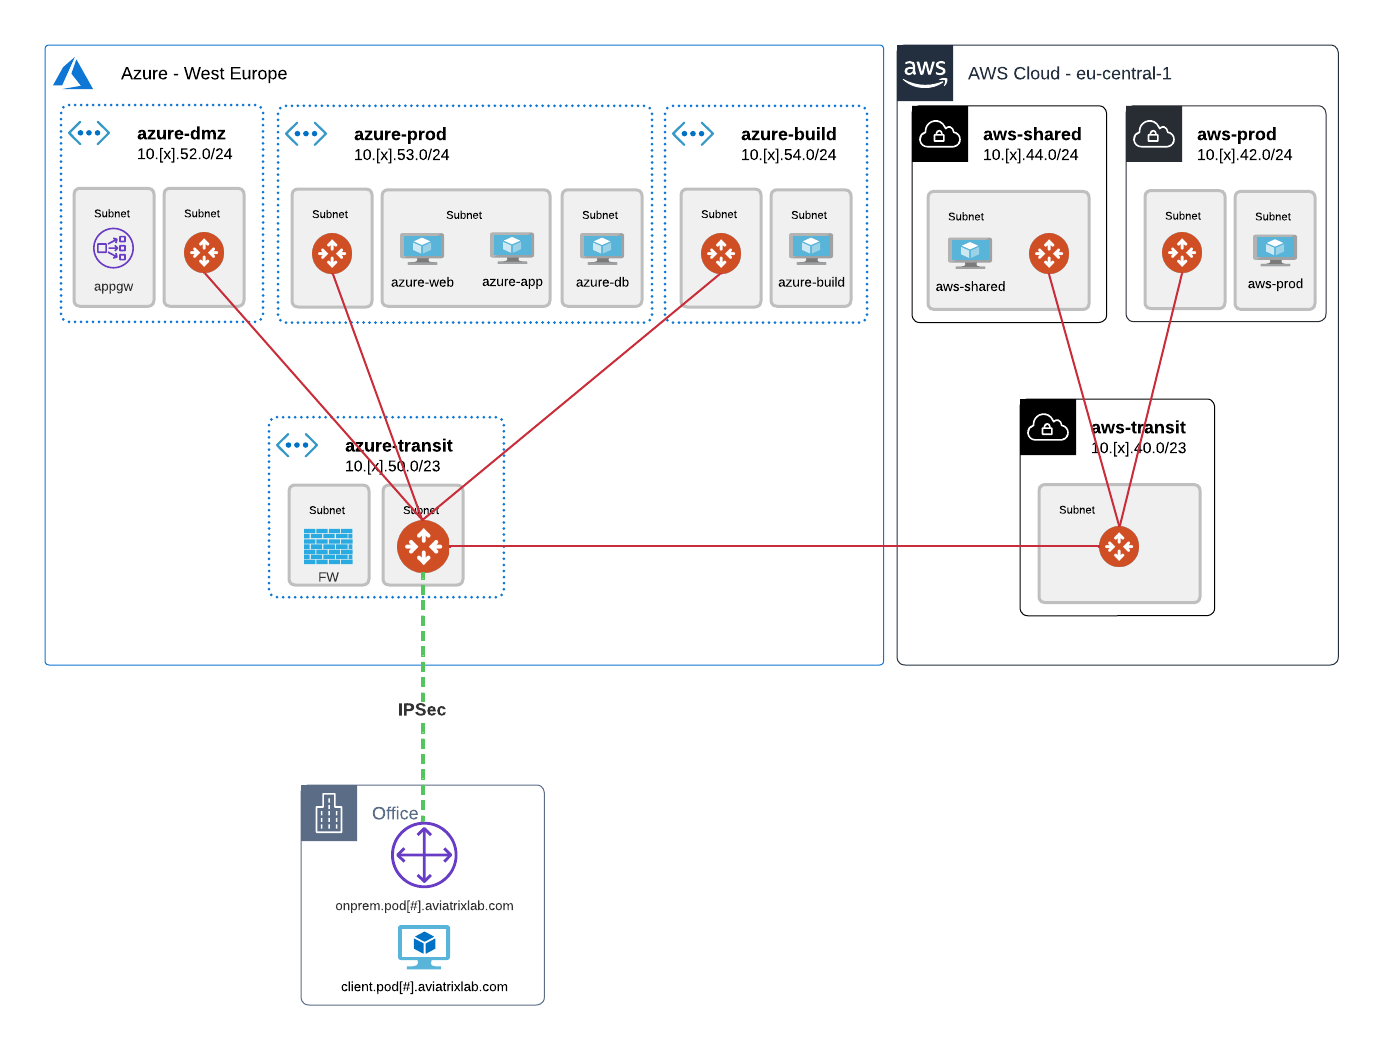 Azure - West Europe
azure-dmz
10.[x].52.0/24
Subnet
appgw
Subnet
azure-prod
10.[x].53.0/24
Subnet
Subnet
azure-web
azure-app
Subnet
azure-db
azure-build
10.[x].54.0/24
Subnet
Subnet
azure-build
azure-transit
10.[x].50.0/23
Subnet
FW
Subnet
aws
AWS Cloud - eu-central-1
aws-shared
10.[x].44.0/24
Subnet
aws-shared
aws-prod
10.[x].42.0/24
Subnet
Subnet
aws-prod
aws-transit
10.[x].40.0/23
Subnet
IPSec
Office
onprem.pod[#].aviatrixlab.com
client.pod[#].aviatrixlab.com